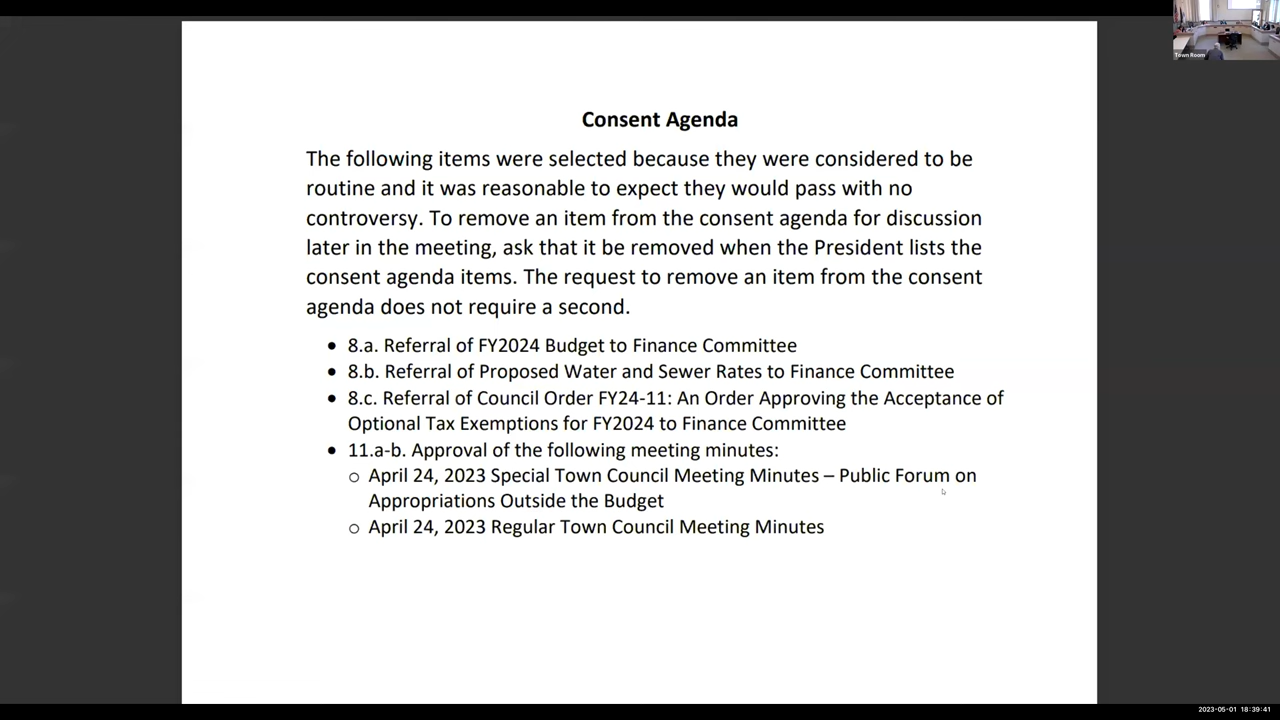 Town Room
Consent Agenda
The following items were selected because they were considered to be
routine and it was reasonable to expect they would pass with no
controversy. To remove an item from the consent agenda for discussion
later in the meeting, ask that it be removed when the President lists the
consent agenda items. The request to remove an item from the consent
agenda does not require a second.
• 8.a. Referral of FY2024 Budget to Finance Committee
• 8.b. Referral of Proposed Water and Sewer Rates to Finance Committee
• 8.c. Referral of Council Order FY24-11: An Order Approving the Acceptance of
Optional Tax Exemptions for FY2024 to Finance Committee
• 11.a-b. Approval of the following meeting minutes:
o April 24, 2023 Special Town Council Meeting Minutes – Public Forum on
Appropriations Outside the Budget
o April 24, 2023 Regular Town Council Meeting Minutes
2023-05-01 18:39:41